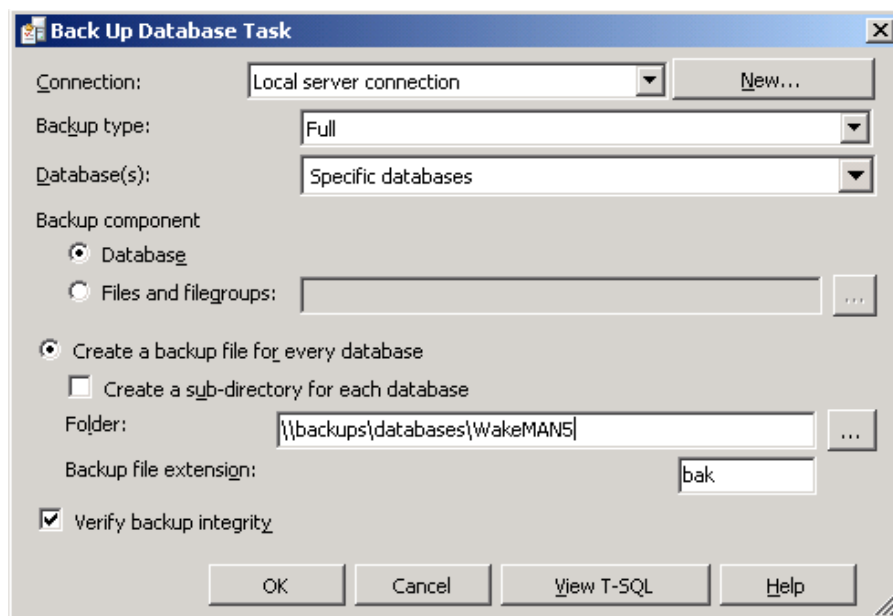 Back Up Database Task
Connection: Local server connection New...
Backup type: Full
Database(s): Specific databases
Backup component
Database
Files and filegroups: ...
Create a backup file for every database
Create a sub-directory for each database
Folder: \\backups\databases\WakeMAN5 ...
Backup file extension: bak
Verify backup integrity
OK Cancel View T-SQL Help